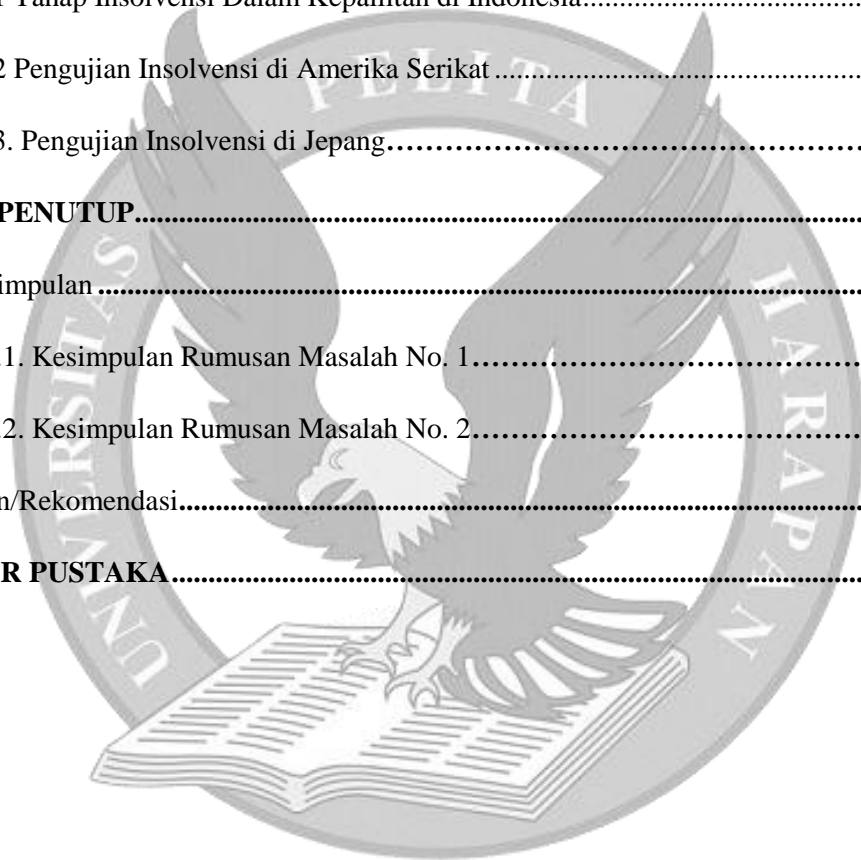 Tahap Insolvensi Dalam Kepailitan di Indonesia.......................................
2 Pengujian Insolvensi di Amerika Serikat..................................................
3. Pengujian Insolvensi di Jepang…………………………………………………
PENUTUP.........................................................................................................
impulan..............................................................................................................
.1. Kesimpulan Rumusan Masalah No. 1………………………………………
.2. Kesimpulan Rumusan Masalah No. 2………………………………………
n/Rekomendasi..................................................................................................
R PUSTAKA......................................................................................................
UNIVERSITAS PELITA HARAPAN